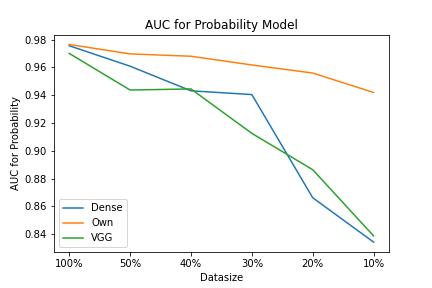 AUC for Probability Model
AUC for Probability
0.98
0.96
0.94
0.92
0.90
0.88
0.86
0.84
Dense
Own
VGG
100% 50% 40% 30% 20% 10%
Datasize